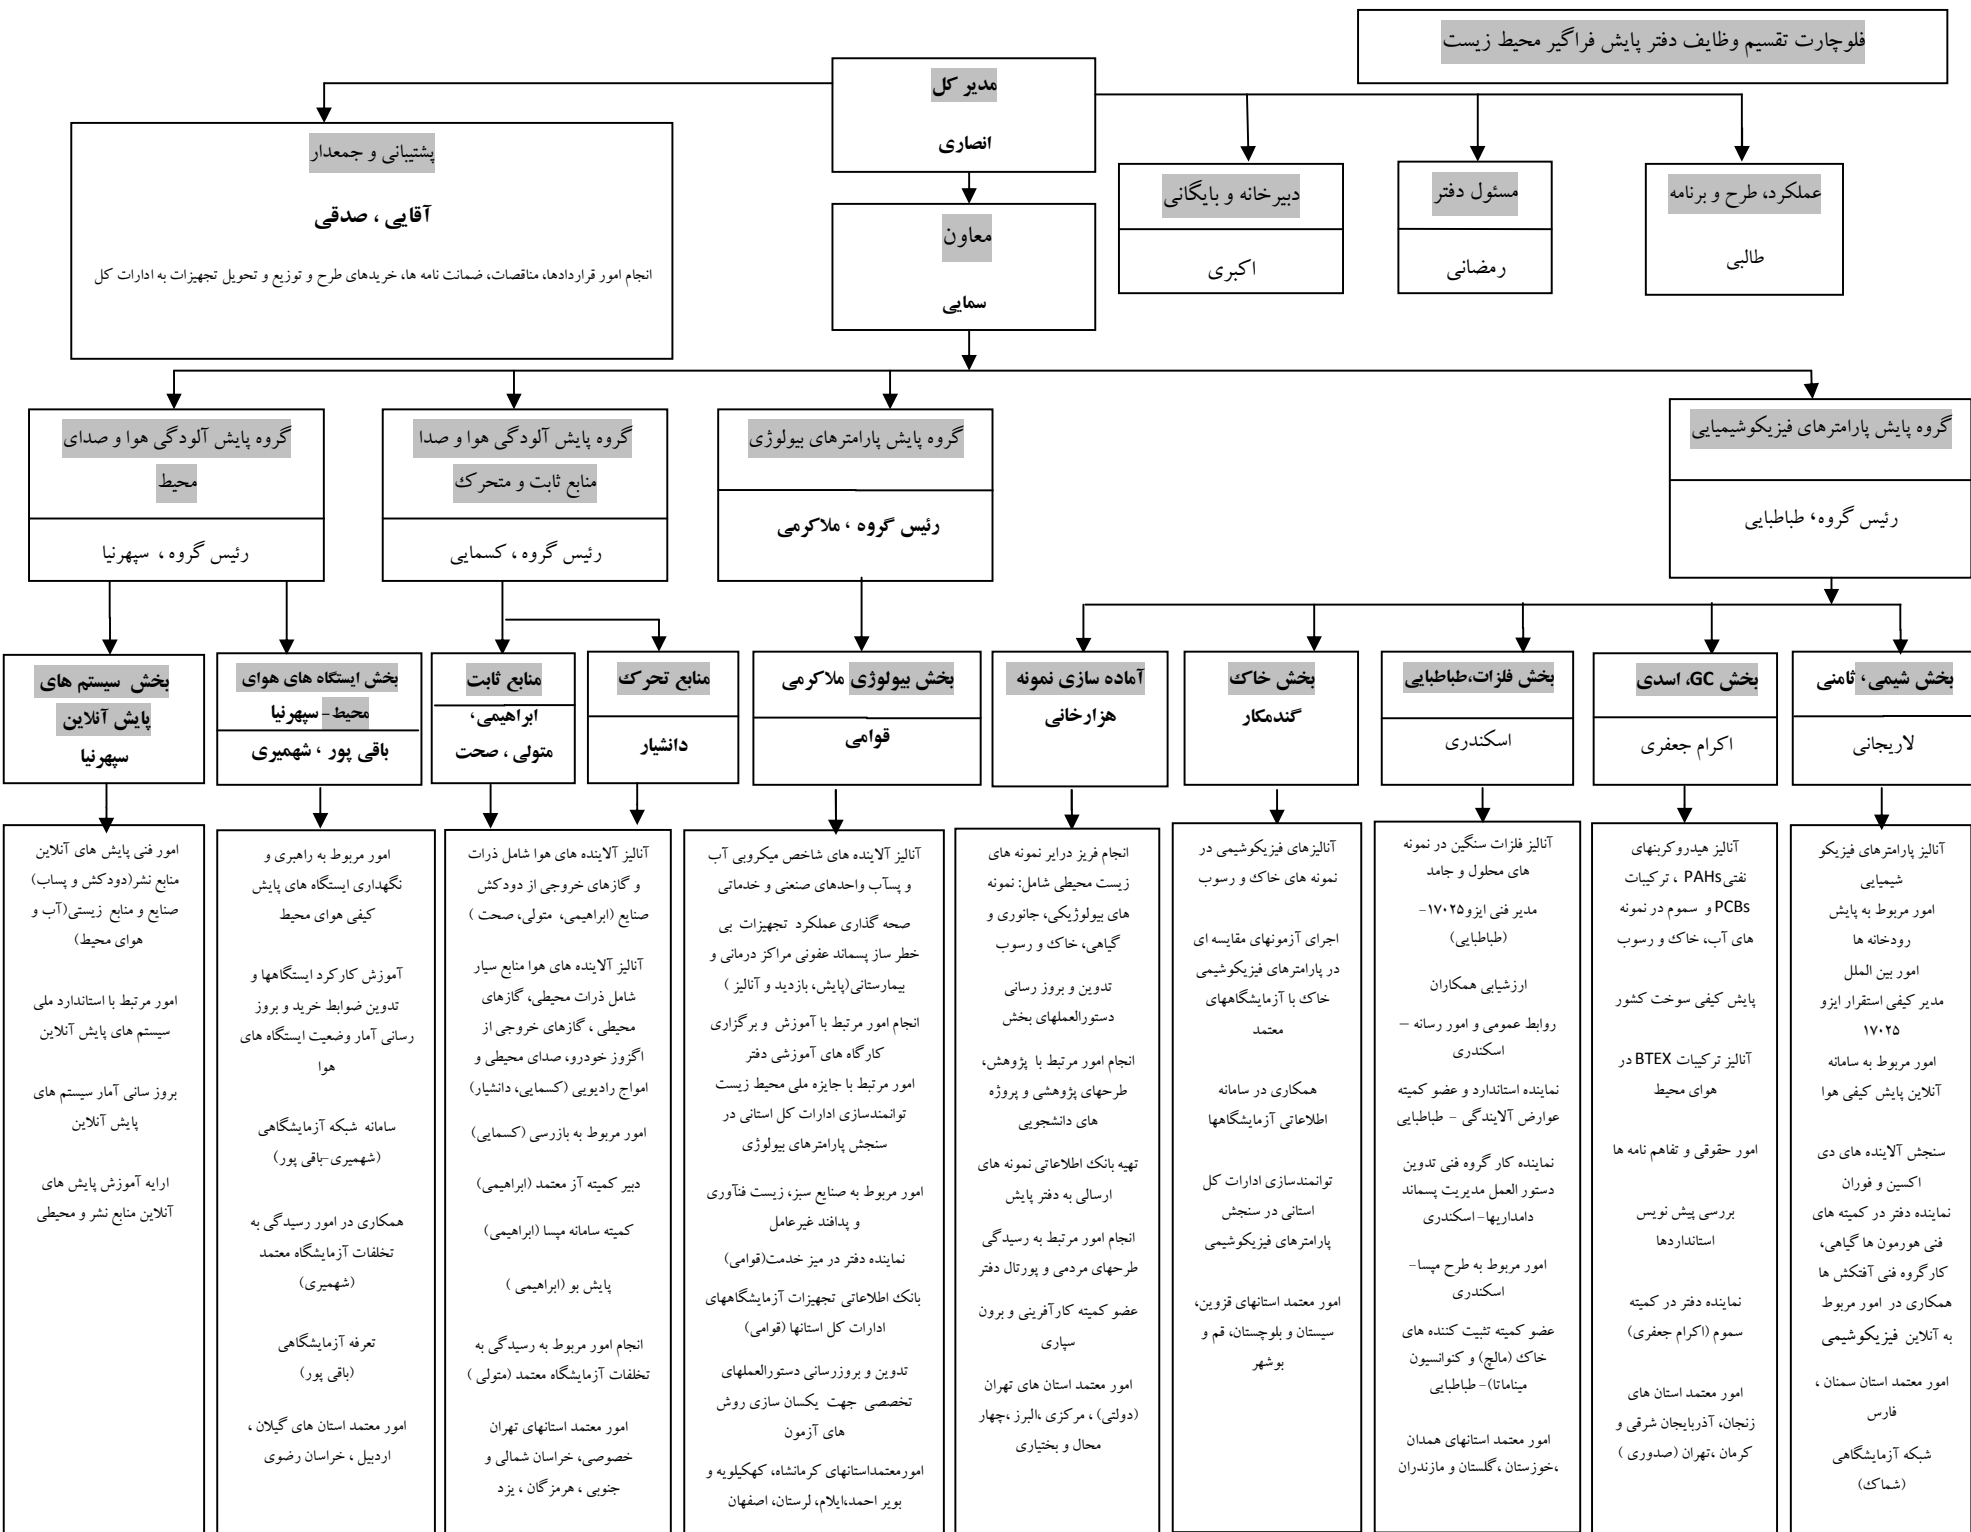 فلوچارت تقسیم وظایف دفتر پایش فراگیر محیط زیست
مدیر کل
انصاری
پشتیبانی و جمعدار
آقایی ، صدقی
انجام امور قراردادها، مناقصات، ضمانت نامه ها، خریدهای طرح و توزیع و تحویل تجهیزات به ادارات کل
معاون
سمایی
دبیرخانه و بایگانی
اکبری
مسئول دفتر
رمضانی
عملکرد، طرح و برنامه
طالبی
گروه پایش پارامترهای فیزیکوشیمیایی
رئیس گروه، طباطبایی
گروه پایش پارامترهای بیولوژی
رئیس گروه ، ملاکرمی
گروه پایش آلودگی هوا و صدا
منابع ثابت و متحرک
رئیس گروه ، کسمایی
گروه پایش آلودگی هوا و صدای
محیط
رئیس گروه ، سپهرنیا
بخش شیمی، ثامنی
لاریجانی
بخش GC، اسدی
اکرام جعفری
بخش فلزات،طباطبایی
اسکندری
بخش خاک
گندمکار
آماده سازی نمونه
هزارخانی
بخش بیولوژی ملاکرمی
قوامی
منابع تحرک
دانشیار
منابع ثابت
ابراهیمی،
متولی ، صحت
بخش ایستگاه های هوای
محیط- سپهرنیا
باقی پور ، شهمیری
بخش سیستم های
پایش آنلاین
سپهرنیا
آنالیز پارامترهای فیزیکو
شیمیایی
امور مربوط به پایش
رودخانه ها
امور بین الملل
مدیر کیفی استقرار ایزو
۱۷۰۲۵
امور مربوط به سامانه
آنلاین پایش کیفی هوا
سنجش آلاینده های دی
اکسین و فوران
نماینده دفتر در کمیته های
فنی هورمون ها گیاهی،
کارگروه فنی آفتکش ها
همکاری در امور مربوط
به آنلاین فیزیکوشیمی
امور معتمد استان سمنان ،
فارس
شبکه آزمایشگاهی
(شماک)
آنالیز هیدروکربنهای
نفتیPAHs ، ترکیبات
PCBs و سموم در نمونه
های آب، خاک و رسوب
پایش کیفی سوخت کشور
آنالیز ترکیبات BTEX در
هوای محیط
امور حقوقی و تفاهم نامه ها
بررسی پیش نویس
استانداردها
نماینده دفتر در کمیته
سموم (اکرام جعفری)
امور معتمد استان های
زنجان، آذربایجان شرقی و
کرمان ،تهران (صدوری )
آنالیز فلزات سنگین در نمونه
های محلول و جامد
مدیر فنی ایزو۱۷۰۲۵-
(طباطبایی)
ارزشیابی همکاران
روابط عمومی و امور رسانه –
اسکندری
نماینده استاندارد و عضو کمیته
عوارض آلایندگی - طباطبایی
نماینده کار گروه فنی تدوین
دستور العمل مدیریت پسماند
دامداریها- اسکندری
امور مربوط به طرح مپسا-
اسکندری
عضو کمیته تثبیت کننده های
خاک (مالچ) و کنوانسیون
میناماتا)- طباطبایی
امور معتمد استانهای همدان
،خوزستان ،گلستان و مازندران
آنالیزهای فیزیکوشیمی در
نمونه های خاک و رسوب
اجرای آزمونهای مقایسه ای
در پارامترهای فیزیکوشیمی
خاک با آزمایشگاههای
معتمد
همکاری در سامانه
اطلاعاتی آزمایشگاهها
توانمندسازی ادارات کل
استانی در سنجش
پارامترهای فیزیکوشیمی
امور معتمد استانهای قزوین،
سیستان و بلوچستان، قم و
بوشهر
انجام فریز درایر نمونه های
زیست محیطی شامل: نمونه
های بیولوژیکی، جانوری و
گیاهی، خاک و رسوب
تدوین و بروز رسانی
دستورالعملهای بخش
انجام امور مرتبط با پژوهش،
طرحهای پژوهشی و پروژه
های دانشجویی
تهیه بانک اطلاعاتی نمونه های
ارسالی به دفتر پایش
انجام امور مرتبط به رسیدگی
طرحهای مردمی و پورتال دفتر
عضو کمیته کارآفرینی و برون
سپاری
امور معتمد استان های تهران
(دولتی) ، مرکزی ،البرز ،چهار
محال و بختیاری
آنالیز آلاینده های شاخص میکروبی آب
و پسآب واحدهای صنعتی و خدماتی
صحه گذاری عملکرد تجهیزات بی
خطر ساز پسماند عفونی مراکز درمانی و
بیمارستانی(پایش، بازدید و آنالیز )
انجام امور مرتبط با آموزش و برگزاری
کارگاه های آموزشی دفتر
امور مرتبط با جایزه ملی محیط زیست
توانمندسازی ادارات کل استانی در
سنجش پارامترهای بیولوژی
امور مربوط به صنایع سبز، زیست فنآوری
و پدافند غیرعامل
نماینده دفتر در میز خدمت(قوامی)
بانک اطلاعاتی تجهیزات آزمایشگاههای
ادارات کل استانها (قوامی)
تدوین و بروزرسانی دستورالعملهای
تخصصی جهت یکسان سازی روش
های آزمون
امورمعتمداستانهای کرمانشاه، کهکیلویه و
بویر احمد،ایلام، لرستان، اصفهان
آنالیز آلاینده های هوا شامل ذرات
و گازهای خروجی از دودکش
صنایع (ابراهیمی، متولی، صحت )
آنالیز آلاینده های هوا منابع سیار
شامل ذرات محیطی، گازهای
محیطی ، گازهای خروجی از
اگزوز خودرو، صدای محیطی و
امواج رادیویی (کسمایی، دانشیار)
امور مربوط به بازرسی (کسمایی)
دبیر کمیته آز معتمد (ابراهیمی)
کمیته سامانه مپسا (ابراهیمی)
پایش بو (ابراهیمی )
انجام امور مربوط به رسیدگی به
تخلفات آزمایشگاه معتمد (متولی )
امور معتمد استانهای تهران
خصوصی، خراسان شمالی و
جنوبی ، هرمزگان ، یزد
امور مربوط به راهبری و
نگهداری ایستگاه های پایش
کیفی هوای محیط
آموزش کارکرد ایستگاهها و
تدوین ضوابط خرید و بروز
رسانی آمار وضعیت ایستگاه های
هوا
سامانه شبکه آزمایشگاهی
(شهمیری-باقی پور)
همکاری در امور رسیدگی به
تخلفات آزمایشگاه معتمد
(شهمیری)
تعرفه آزمایشگاهی
(باقی پور)
امور معتمد استان های گیلان ،
اردبیل ، خراسان رضوی
امور فنی پایش های آنلاین
منابع نشر(دودکش و پساب)
صنایع و منابع زیستی(آب و
هوای محیط)
امور مرتبط با استاندارد ملی
سیستم های پایش آنلاین
بروز سانی آمار سیستم های
پایش آنلاین
ارایه آموزش پایش های
آنلاین منابع نشر و محیطی